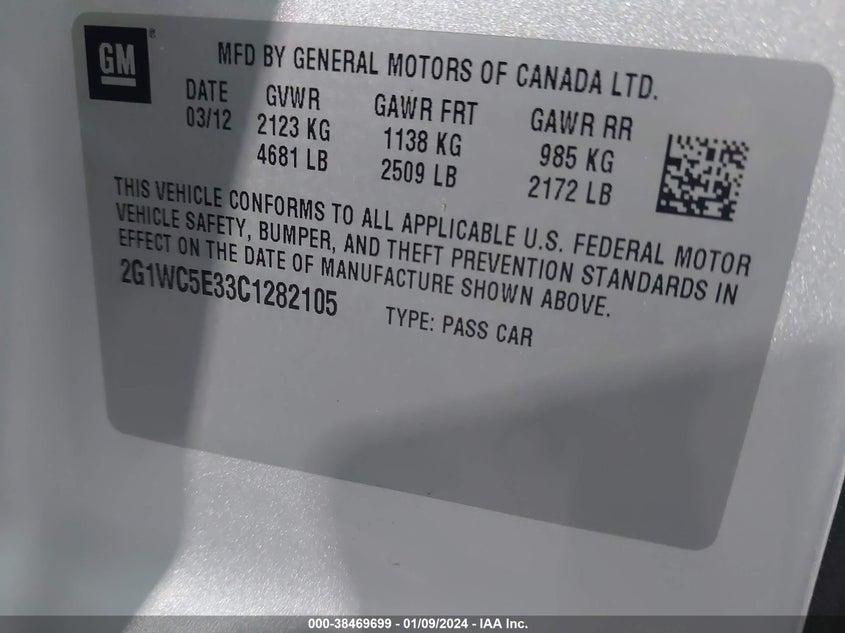 GM ®
MFD BY GENERAL MOTORS OF CANADA LTD.
DATE GVWR GAWR FRT GAWR RR
03/12 2123 KG 1138 KG 985 KG
4681 LB 2509 LB 2172 LB
THIS VEHICLE CONFORMS TO ALL APPLICABLE U.S. FEDERAL MOTOR
VEHICLE SAFETY, BUMPER, AND THEFT PREVENTION STANDARDS IN
EFFECT ON THE DATE OF MANUFACTURE SHOWN ABOVE.
2G1WC5E33C1282105 TYPE: PASS CAR
000-38469699 - 01/09/2024 - IAA Inc.